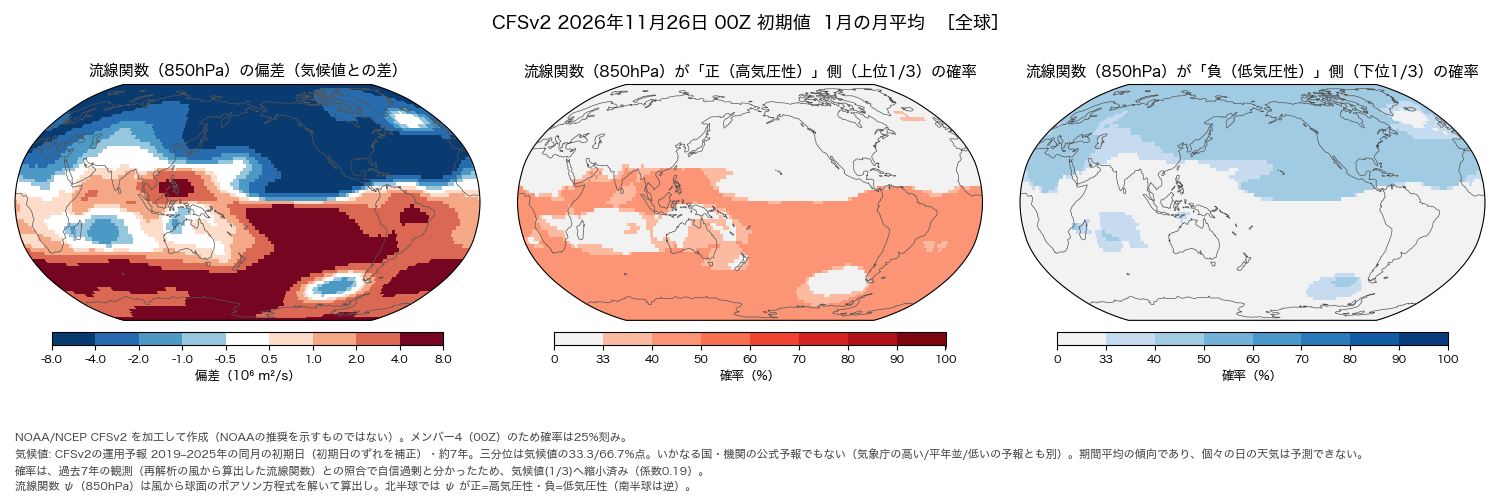 CFSv2 2026年11月26日 00Z 初期値 1月の月平均 ［全球］
流線関数（850hPa）の偏差（気候値との差）
流線関数（850hPa）が「正（高気圧性）」側（上位1/3）の確率
流線関数（850hPa）が「負（低気圧性）」側（下位1/3）の確率
-8.0 -4.0 -2.0 -1.0 -0.5 0.5 1.0 2.0 4.0 8.0
偏差（10⁶ m²/s）
0 33 40 50 60 70 80 90 100
確率（%）
0 33 40 50 60 70 80 90 100
確率（%）
NOAA/NCEP CFSv2 を加工して作成（NOAAの推奨を示すものではない）。メンバー4（00Z）のため確率は25%刻み。
気候値: CFSv2の運用予報 2019–2025年の同月の初期日（初期日のずれを補正）・約7年。三分位は気候値の33.3/66.7%点。いかなる国・機関の公式予報でもない（気象庁の高い/平年並/低いの予報とも別）。期間平均の傾向であり、個々の日の天気は予測できない。
確率は、過去7年の観測（再解析の風から算出した流線関数）との照合で自信過剰と分かったため、気候値(1/3)へ縮小済み（係数0.19）。
流線関数 ψ（850hPa）は風から球面のポアソン方程式を解いて算出し。北半球では ψ が正=高気圧性・負=低気圧性（南半球は逆）。